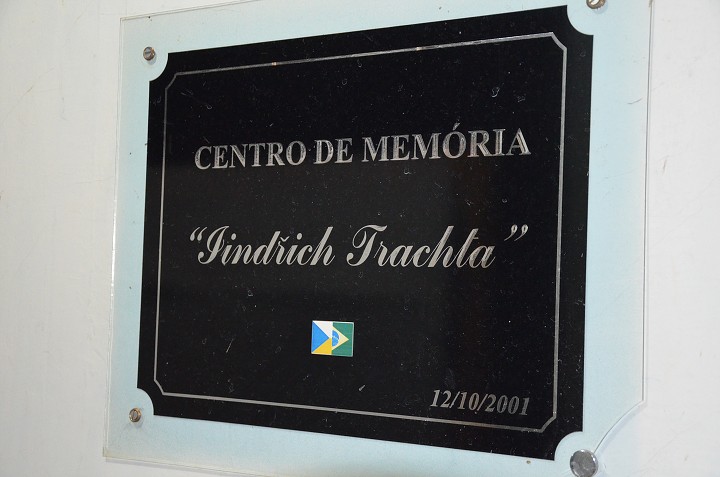 CENTRO DE MEMÓRIA
“Jindřich Trachta”
12/10/2001